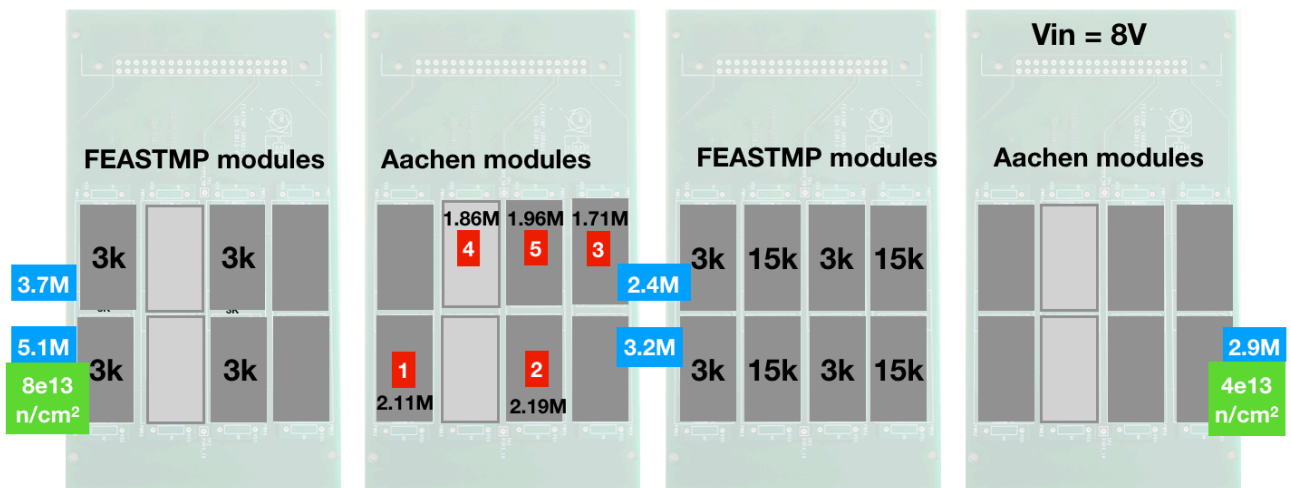 Vin = 8V
FEASTMP modules
Aachen modules
FEASTMP modules
Aachen modules
3k
3k
3.7M
3K
3K
5.1M
3k
3k
8e13
n/cm²
1.86M
1.96M
1.71M
4
5
3
1
2
2.11M
2.19M
2.4M
3k
15k
3k
15k
3.2M
3k
15k
3k
15k
2.9M
4e13
n/cm²